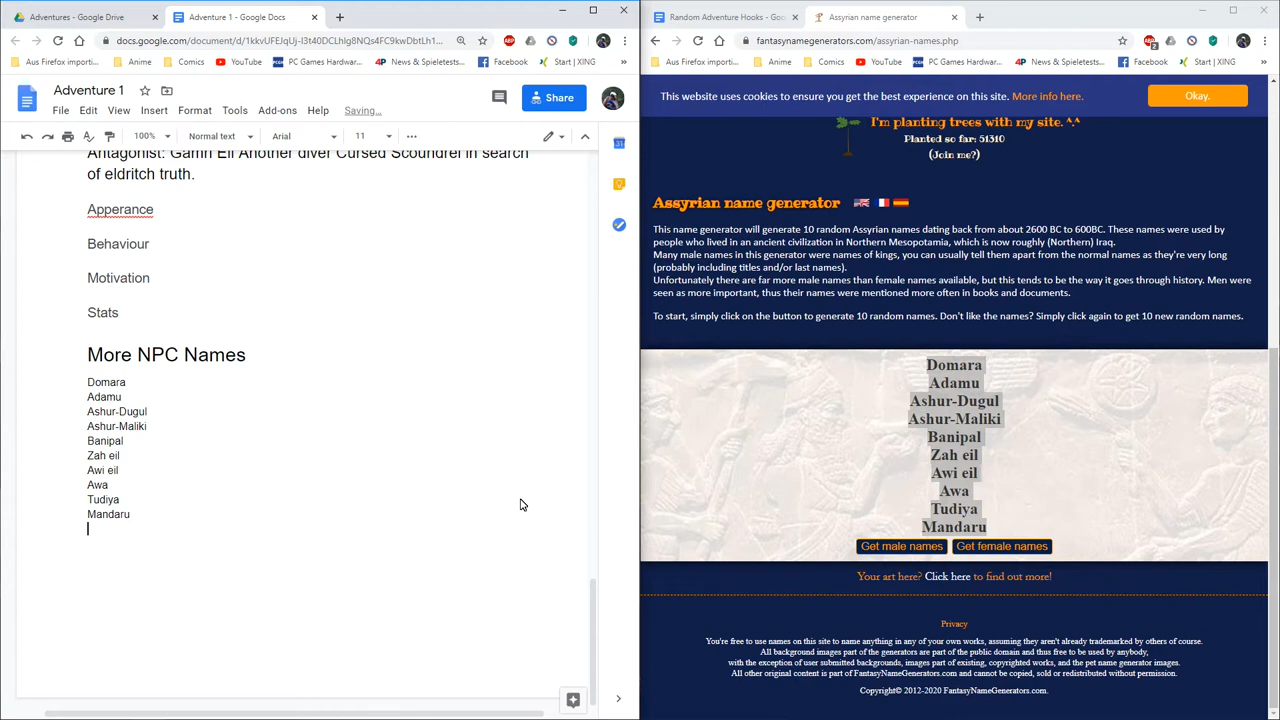 Adventures - Google Drive
Adventure 1 - Google Docs
docs.google.com/document/d/1kkvUFEJqUj-I3t40DCLhlg8NQs4FC9kwDbtLh1...
Aus Firefox importi...
Anime
Comics
YouTube
PC Games Hardwar...
News & Spieletests...
Facebook
Start | XING
Adventure 1
File
Edit
View
Insert
Format
Tools
Add-ons
Help
Saving...
Share
100%
Normal text
Arial
11
Antagonist: Gamri Eil Another diver Cursed Scoundrel in search
of eldritch truth.
Apperance
Behaviour
Motivation
Stats
More NPC Names
Domara
Adamu
Ashur-Dugul
Ashur-Maliki
Banipal
Zah eil
Awi eil
Awa
Tudiya
Mandaru
Random Adventure Hooks - Goo
Assyrian name generator
fantasynamegenerators.com/assyrian-names.php
Aus Firefox importi...
Anime
Comics
YouTube
PC Games Hardwar...
News & Spieletests...
Facebook
Start | XING
This website uses cookies to ensure you get the best experience on this site. More info here.
Okay.
I'm planting trees with my site. ^.^
Planted so far: 51310
(Join me?)
Assyrian name generator
This name generator will generate 10 random Assyrian names dating back from about 2600 BC to 600BC. These names were used by
people who lived in an ancient civilization in Northern Mesopotamia, which is now roughly (Northern) Iraq.
Many male names in this generator were names of kings, you can usually tell them apart from the normal names as they're very long
(probably including titles and/or last names).
Unfortunately there are far more male names than female names available, but this tends to be the way it goes through history. Men were
seen as more important, thus their names were mentioned more often in books and documents.
To start, simply click on the button to generate 10 random names. Don't like the names? Simply click again to get 10 new random names.
Domara
Adamu
Ashur-Dugul
Ashur-Maliki
Banipal
Zah eil
Awi eil
Awa
Tudiya
Mandaru
Get male names
Get female names
Your art here? Click here to find out more!
Privacy
You're free to use names on this site to name anything in any of your own works, assuming they aren't already trademarked by others of course.
All background images part of the generators are part of the public domain and thus free to be used by anybody,
with the exception of user submitted backgrounds, images part of existing, copyrighted works, and the pet name generator images.
All other original content is part of FantasyNameGenerators.com and cannot be copied, sold or redistributed without permission.
Copyright© 2012-2020 FantasyNameGenerators.com.